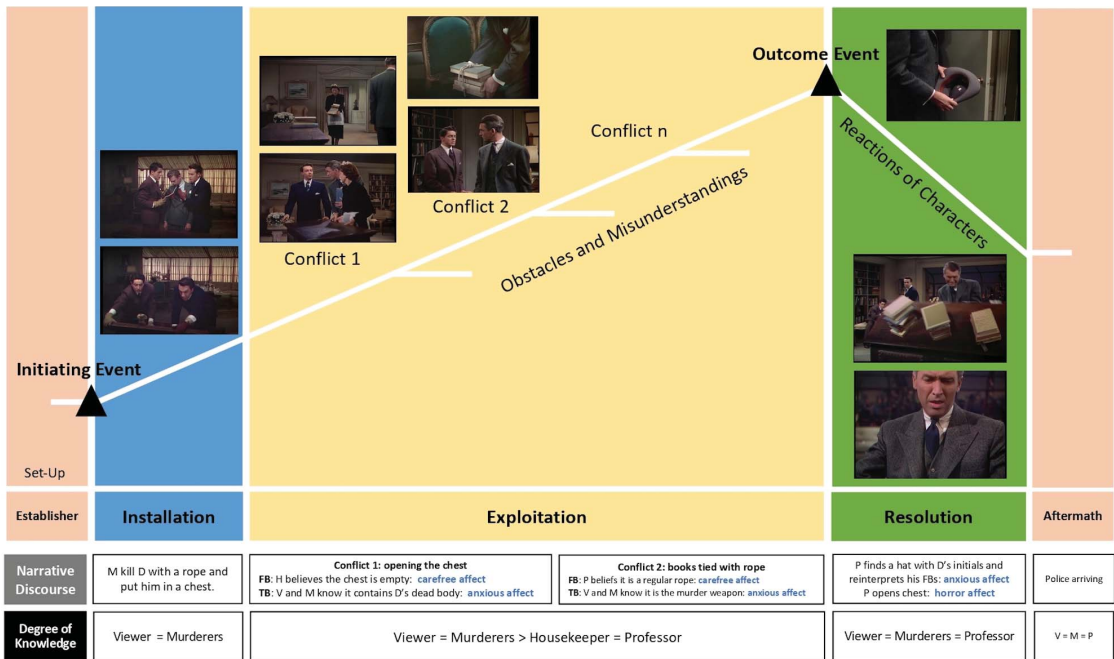 Outcome Event
Conflict n
Reactions of Characters
Conflict 2
Obstacles and Misunderstandings
Conflict 1
Initiating Event
Set-Up
Establisher
Installation
Exploitation
Resolution
Aftermath
Narrative
Discourse
M kill D with a rope and
put him in a chest.
Conflict 1: opening the chest
FB: H believes the chest is empty: carefree affect
TB: V and M know it contains D's dead body: anxious affect
Conflict 2: books tied with rope
FB: P beliefs it is a regular rope: carefree affect
TB: V and M know it is the murder weapon: anxious affect
P finds a hat with D's initials and
reinterprets his FBs: anxious affect
P opens chest: horror affect
Police arriving
Degree of
Knowledge
Viewer = Murderers
Viewer = Murderers > Housekeeper = Professor
Viewer = Murderers = Professor
V = M = P